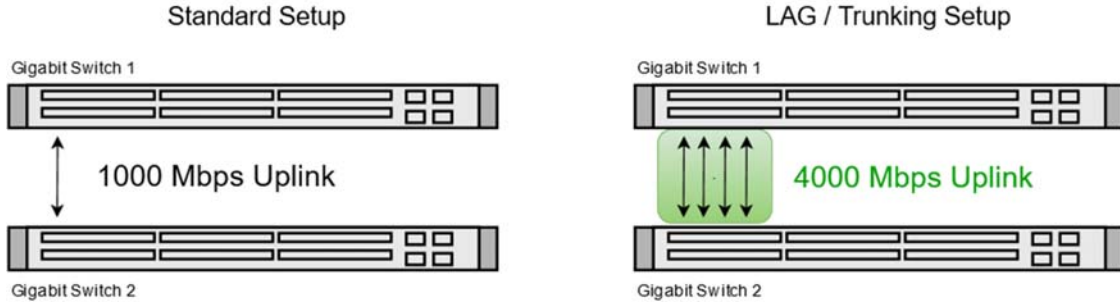 Standard Setup
Gigabit Switch 1
1000 Mbps Uplink
Gigabit Switch 2
LAG / Trunking Setup
Gigabit Switch 1
4000 Mbps Uplink
Gigabit Switch 2